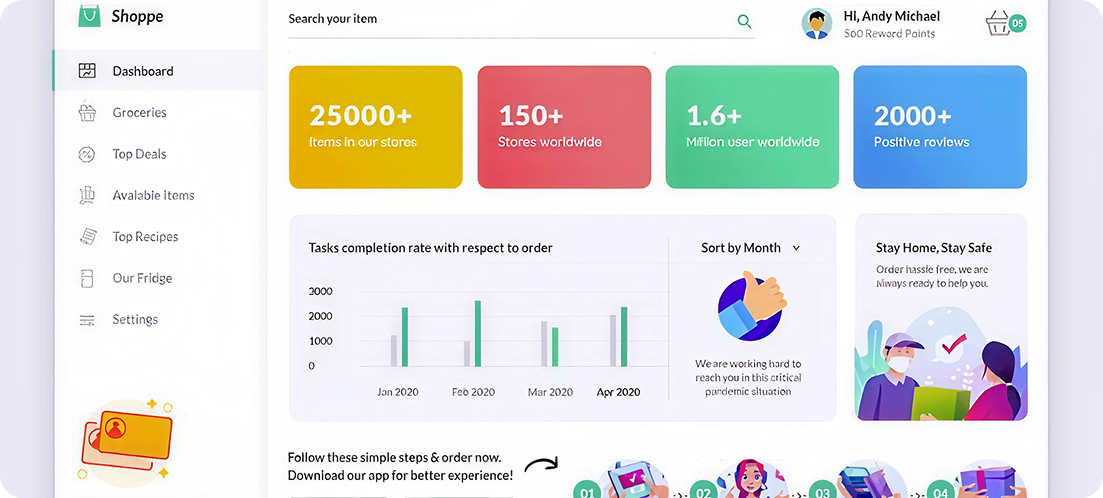 Shoppe
Search your item
HI, Andy Michael
500 Reward Points
05
Dashboard
Groceries
Top Deals
Avalable items
Top Recipes
Our Fridge
Settings
25000+
Items in our stores
150+
Stores worldwide
1.6+
Million user worldwide
2000+
Positive reviews
Tasks completion rate with respect to order
3000
2000
1000
0
Jan 2020
Feb 2020
Mar 2020
Apr 2020
Sort by Month
We are working hard to
reach you in this critical
pandemic situation
Stay Home, Stay Safe
Order hassle free, we are
always ready to help you.
Follow these simple steps & order now.
Download our app for better experience!
01
02
03
04